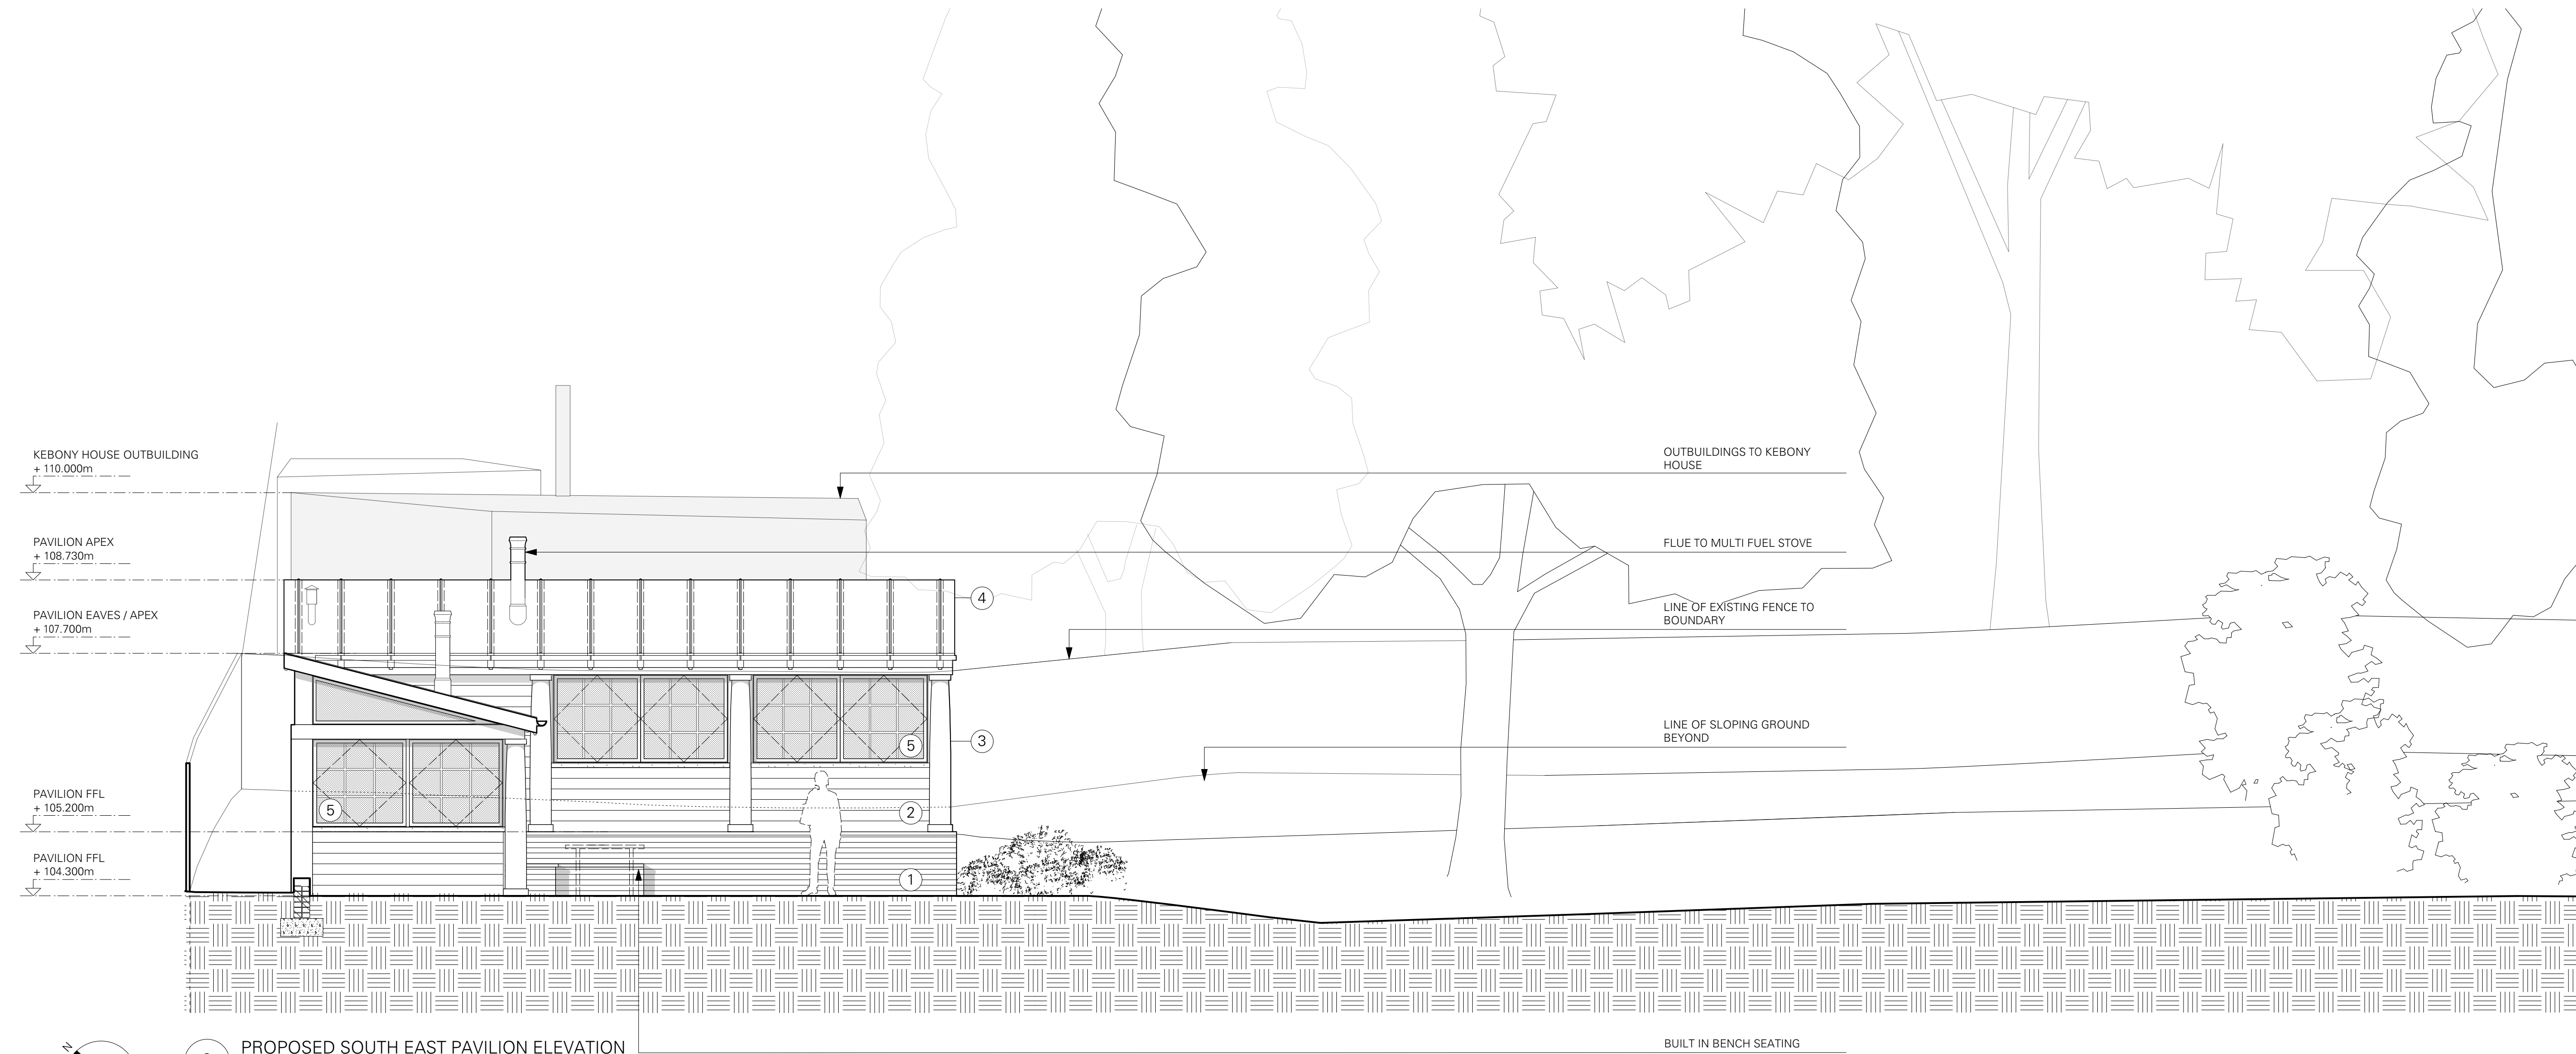 KEBONY HOUSE OUTBUILDING
+ 110.000m
PAVILION APEX
+ 108.730m
PAVILION EAVES / APEX
+ 107.700m
PAVILION FFL
+ 105.200m
PAVILION FFL
+ 104.300m
OUTBUILDINGS TO KEBONY
HOUSE
FLUE TO MULTI FUEL STOVE
LINE OF EXISTING FENCE TO
BOUNDARY
LINE OF SLOPING GROUND
BEYOND
4
3
5
5
2
1
N
PROPOSED SOUTH EAST PAVILION ELEVATION
BUILT IN BENCH SEATING